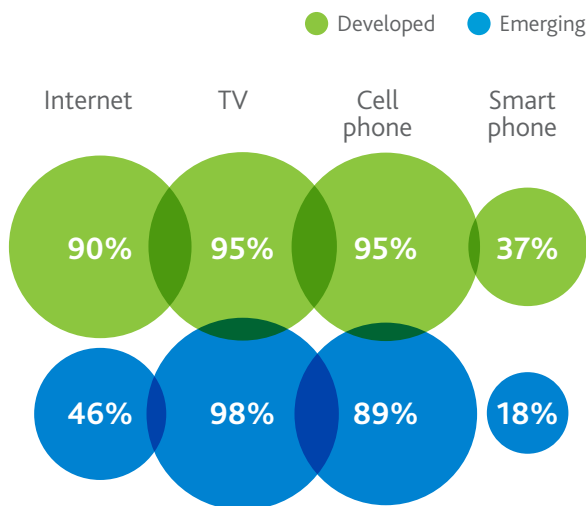 Developed
Emerging
Internet
TV
Cell
phone
Smart
phone
90%
95%
95%
37%
46%
98%
89%
18%